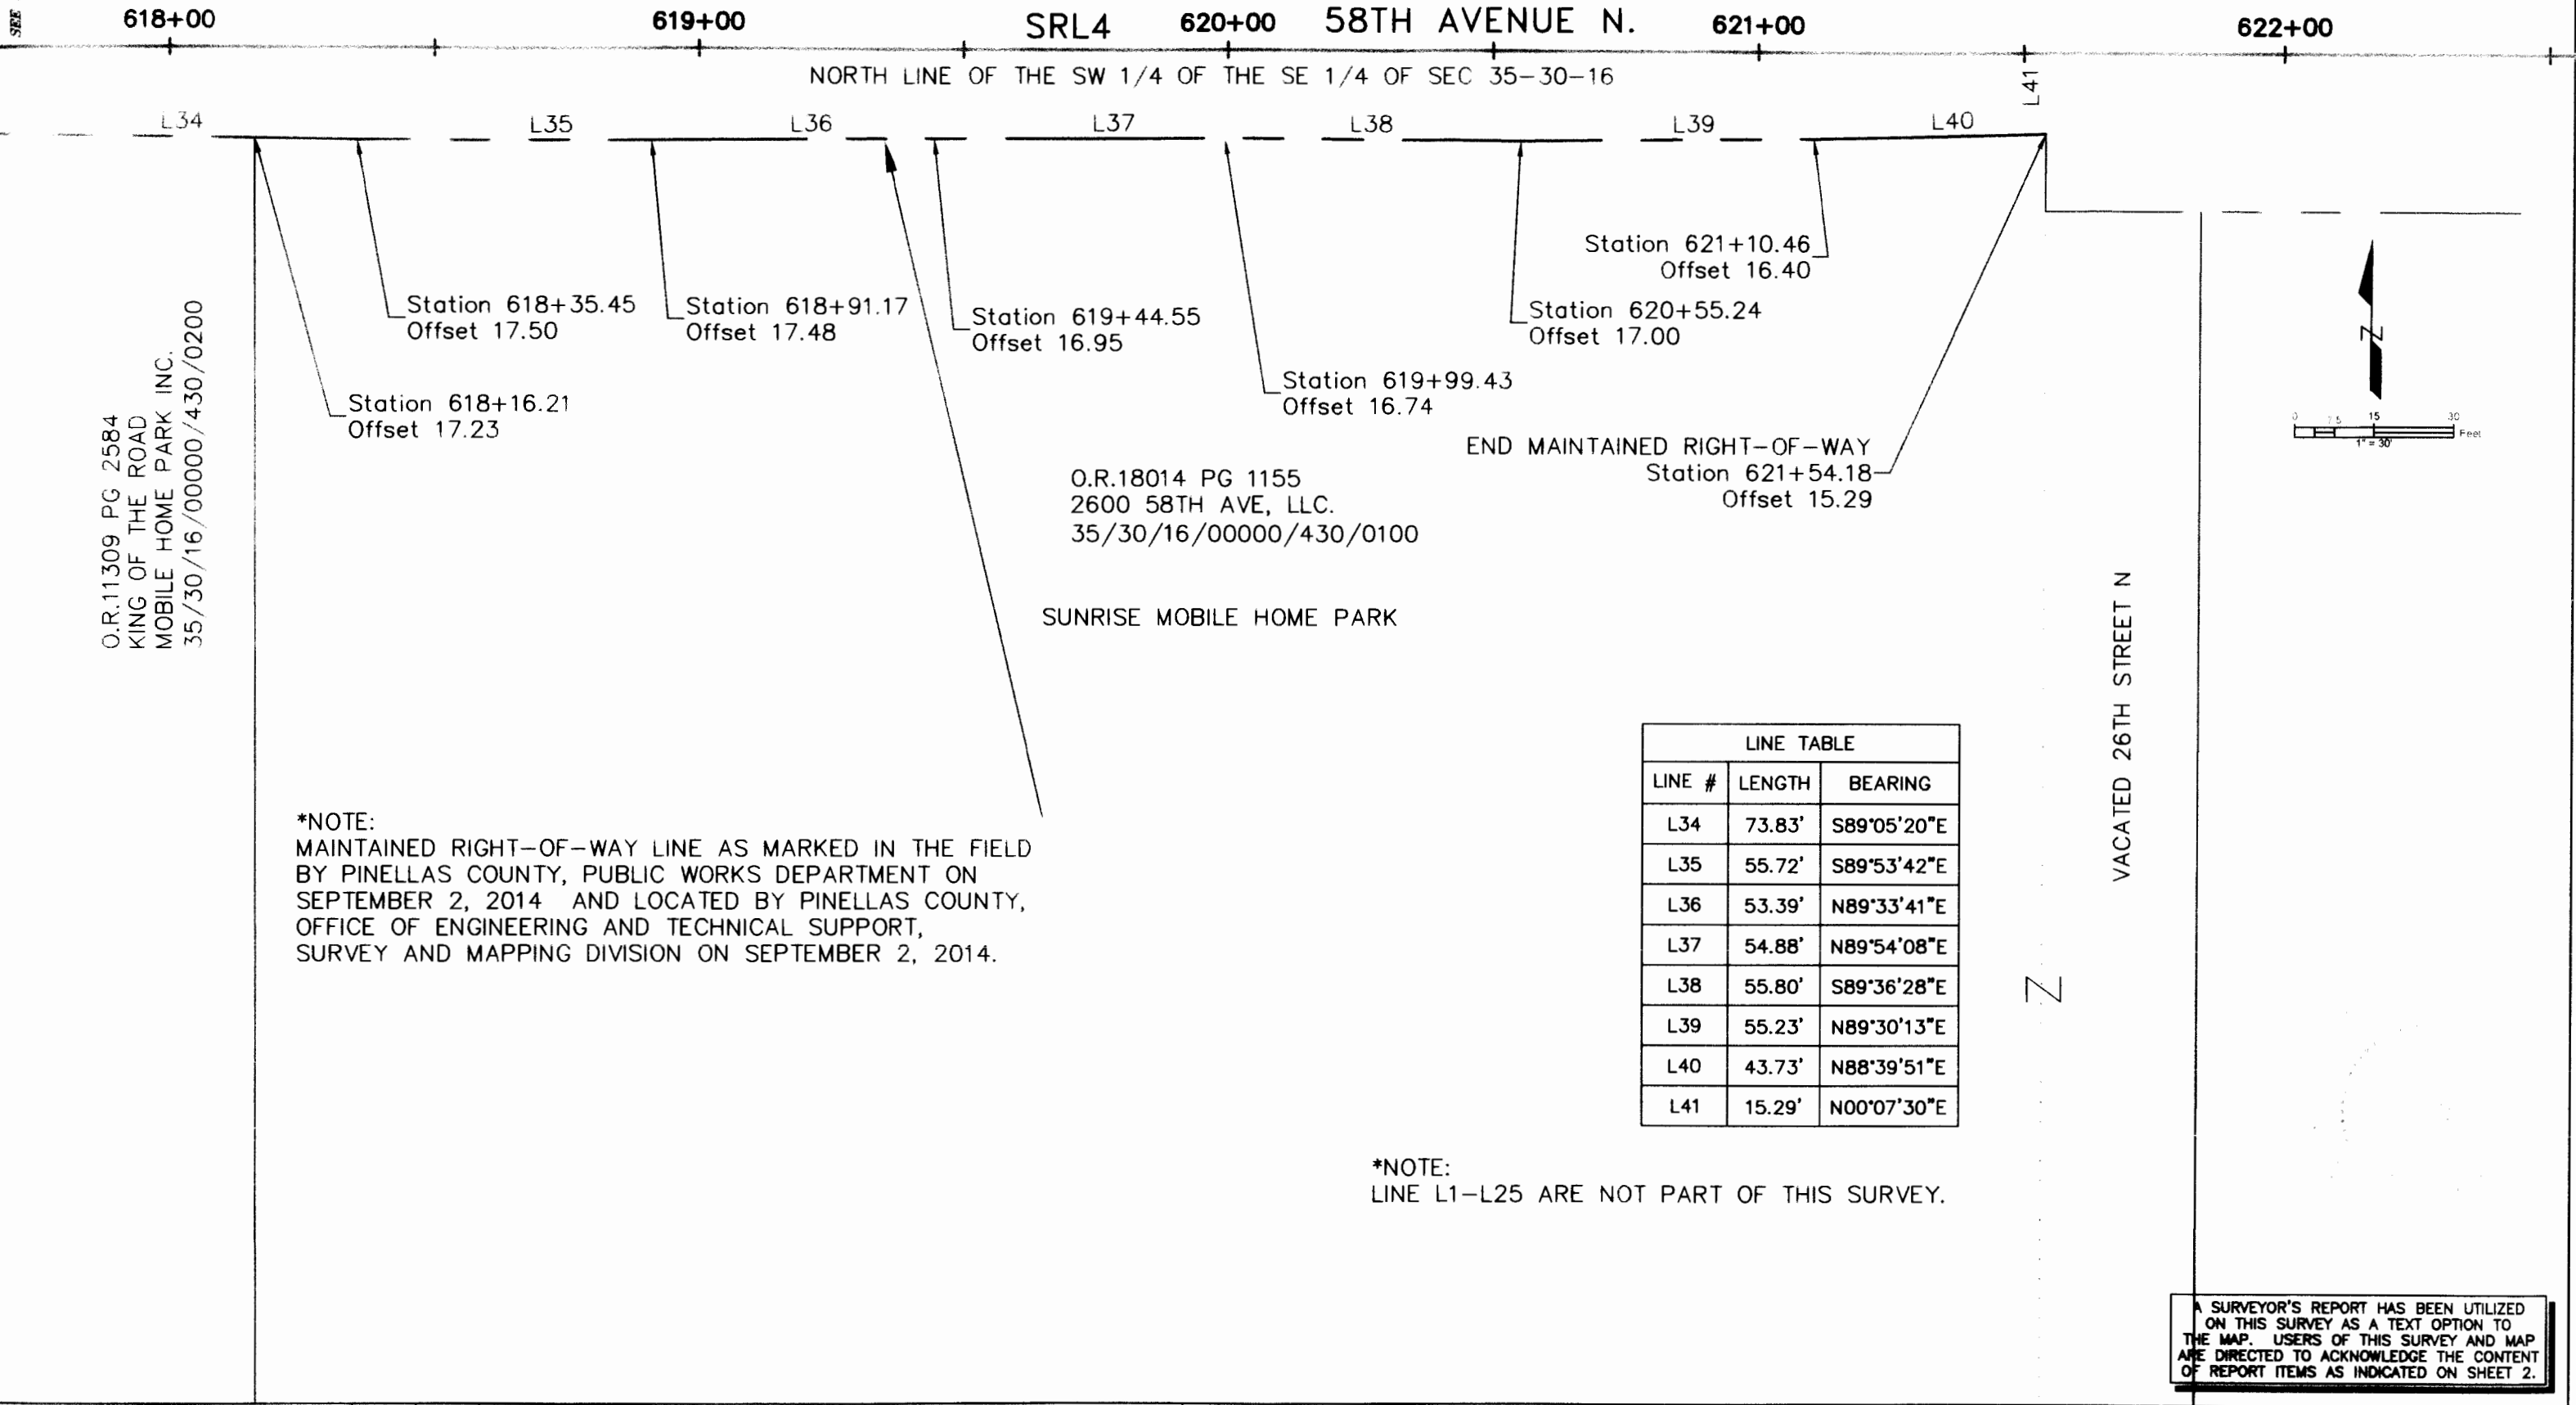 SEE
618+00
619+00
SRL4
620+00
58TH AVENUE N.
621+00
622+00
NORTH LINE OF THE SW 1/4 OF THE SE 1/4 OF SEC 35-30-16
L41
L34
L35
L36
L37
L38
L39
L40
Station 621+10.46
Offset 16.40
Station 618+35.45
Offset 17.50
Station 618+91.17
Offset 17.48
Station 619+44.55
Offset 16.95
Station 620+55.24
Offset 17.00
Station 619+99.43
Offset 16.74
Station 618+16.21
Offset 17.23
END MAINTAINED RIGHT-OF-WAY
Station 621+54.18
Offset 15.29
N
0 7.5 15 30
Feet
1" = 30'
O.R.11309 PG 2584
KING OF THE ROAD
MOBILE HOME PARK INC.
35/30/16/00000/430/0200
O.R.18014 PG 1155
2600 58TH AVE, LLC.
35/30/16/00000/430/0100
SUNRISE MOBILE HOME PARK
VACATED 26TH STREET N
*NOTE:
MAINTAINED RIGHT-OF-WAY LINE AS MARKED IN THE FIELD
BY PINELLAS COUNTY, PUBLIC WORKS DEPARTMENT ON
SEPTEMBER 2, 2014 AND LOCATED BY PINELLAS COUNTY,
OFFICE OF ENGINEERING AND TECHNICAL SUPPORT,
SURVEY AND MAPPING DIVISION ON SEPTEMBER 2, 2014.
LINE TABLE
LINE # LENGTH BEARING
L34 73.83' S89°05'20"E
L35 55.72' S89°53'42"E
L36 53.39' N89°33'41"E
L37 54.88' N89°54'08"E
L38 55.80' S89°36'28"E
L39 55.23' N89°30'13"E
L40 43.73' N88°39'51"E
L41 15.29' N00°07'30"E
*NOTE:
LINE L1-L25 ARE NOT PART OF THIS SURVEY.
A SURVEYOR'S REPORT HAS BEEN UTILIZED
ON THIS SURVEY AS A TEXT OPTION TO
THE MAP. USERS OF THIS SURVEY AND MAP
ARE DIRECTED TO ACKNOWLEDGE THE CONTENT
OF REPORT ITEMS AS INDICATED ON SHEET 2.